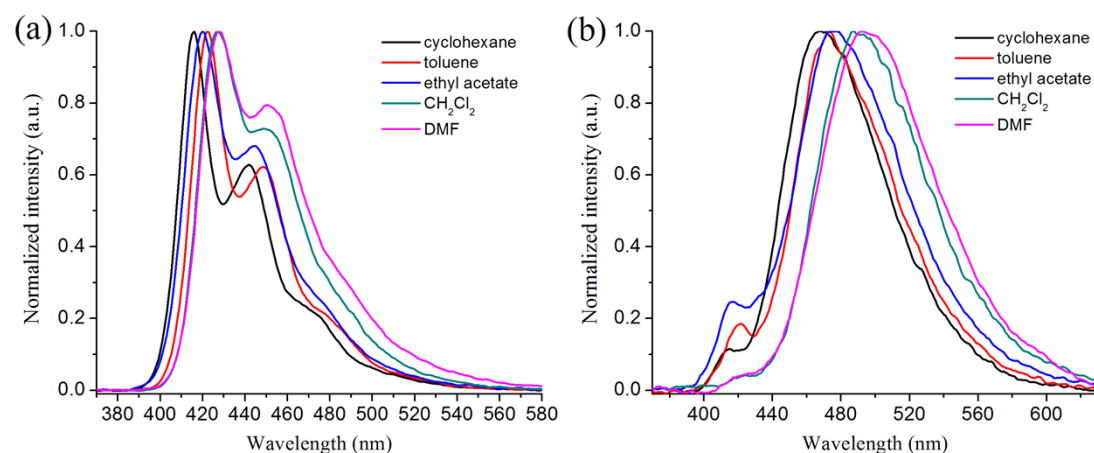 (a)
1.0
0.8
0.6
0.4
0.2
0.0
Normalized intensity (a.u.)
cyclohexane
toluene
ethyl acetate
CH₂Cl₂
DMF
380 400 420 440 460 480 500 520 540 560 580
Wavelength (nm)
(b)
1.0
0.8
0.6
0.4
0.2
0.0
Normalized intensity (a.u.)
cyclohexane
toluene
ethyl acetate
CH₂Cl₂
DMF
400 440 480 520 560 600
Wavelength (nm)